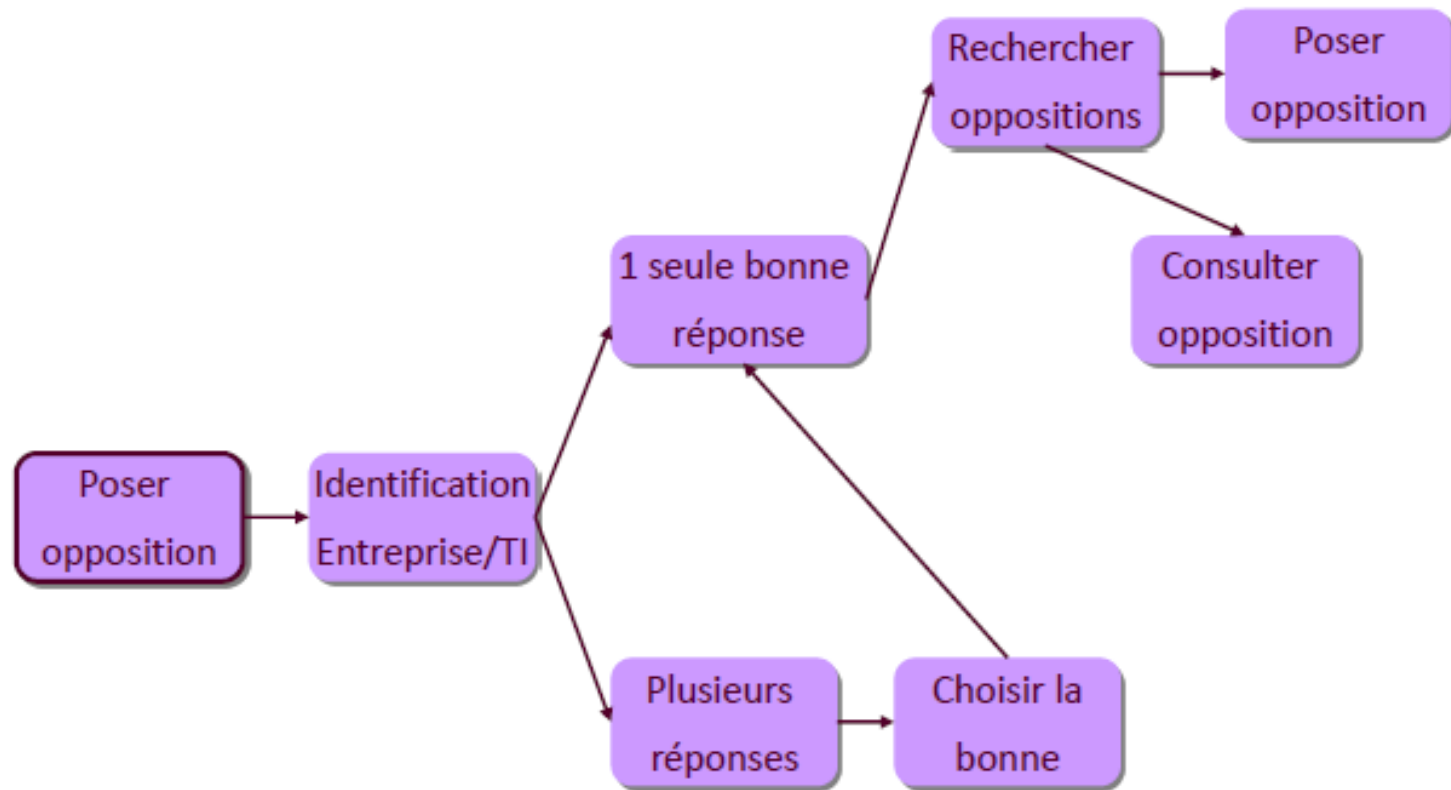 Rechercher
oppositions
Poser
opposition
1 seule bonne
réponse
Consulter
opposition
Poser
opposition
Identification
Entreprise/TI
Plusieurs
réponses
Choisir la
bonne